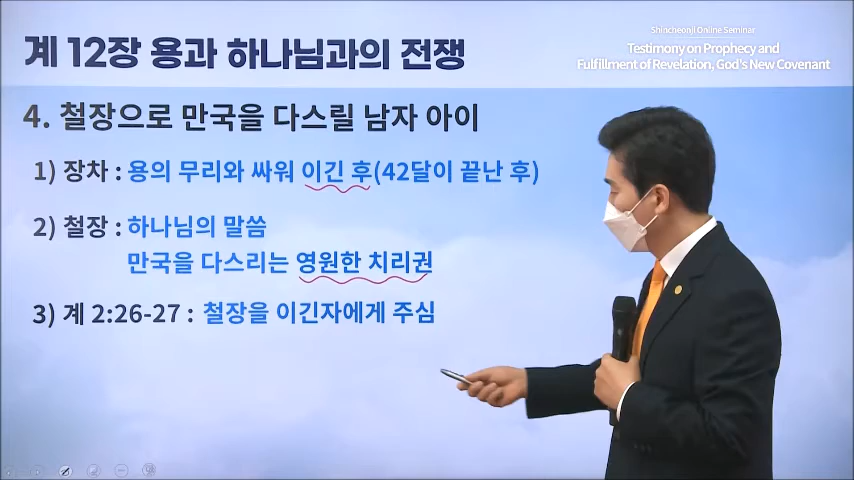 Shincheonji Online Seminar
계 12장 용과 하나님과의 전쟁
Testimony on Prophecy and
Fulfillment of Revelation, God's New Covenant
4. 철장으로 만국을 다스릴 남자 아이
1) 장차 : 용의 무리와 싸워 이긴 후(42달이 끝난 후)
2) 철장 : 하나님의 말씀
만국을 다스리는 영원한 치리권
3) 계 2:26-27 : 철장을 이긴자에게 주심